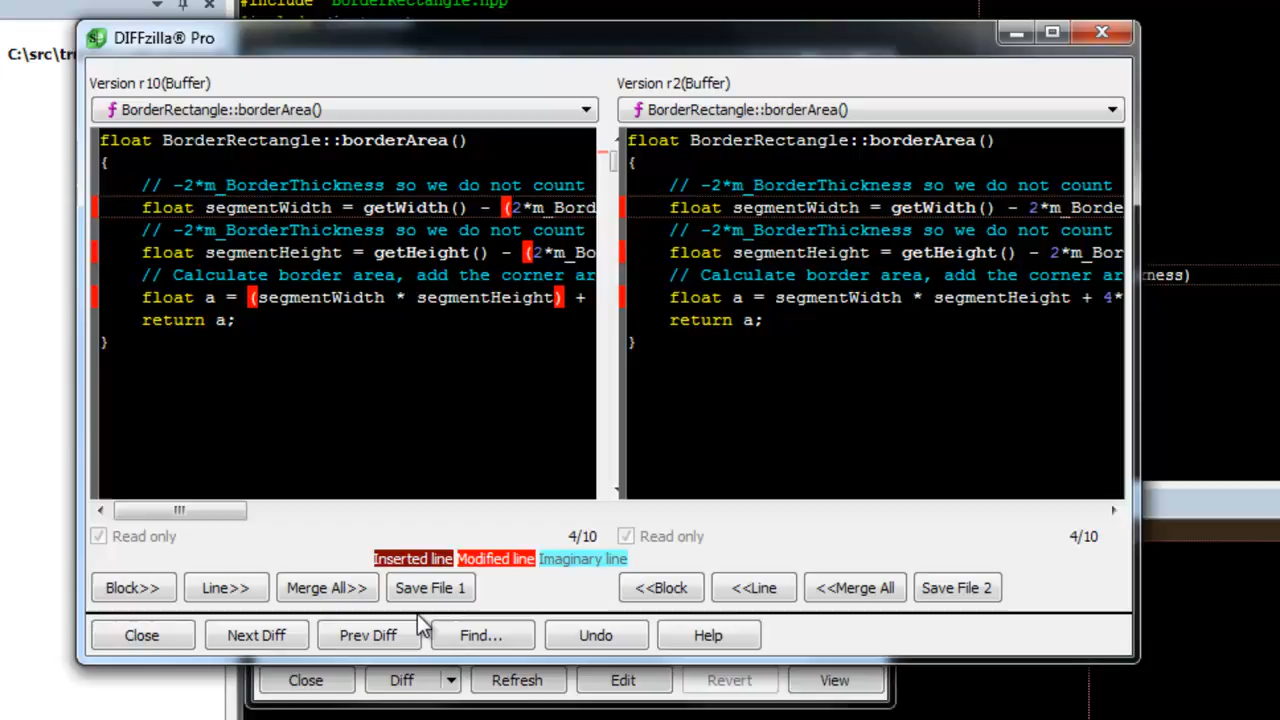 #include "BorderRectangle.hpp"
C:\src\tr
DIFFzilla® Pro
Version r10(Buffer)
Version r2(Buffer)
BorderRectangle::borderArea()
BorderRectangle::borderArea()
float BorderRectangle::borderArea()
{
// -2*m_BorderThickness so we do not count
float segmentWidth = getWidth() - (2*m_Bord
// -2*m_BorderThickness so we do not count
float segmentHeight = getHeight() - (2*m_Bo
// Calculate border area, add the corner ar
float a = (segmentWidth * segmentHeight) +
return a;
}
float BorderRectangle::borderArea()
{
// -2*m_BorderThickness so we do not count
float segmentWidth = getWidth() - 2*m_Borde
// -2*m_BorderThickness so we do not count
float segmentHeight = getHeight() - 2*m_Bor
// Calculate border area, add the corner ar
float a = segmentWidth * segmentHeight + 4*
return a;
}
ness)
Read only 4/10
Read only 4/10
Inserted line Modified line Imaginary line
Block>> Line>> Merge All>> Save File 1
<<Block <<Line <<Merge All Save File 2
Close Next Diff Prev Diff Find... Undo Help
Close Diff Refresh Edit Revert View